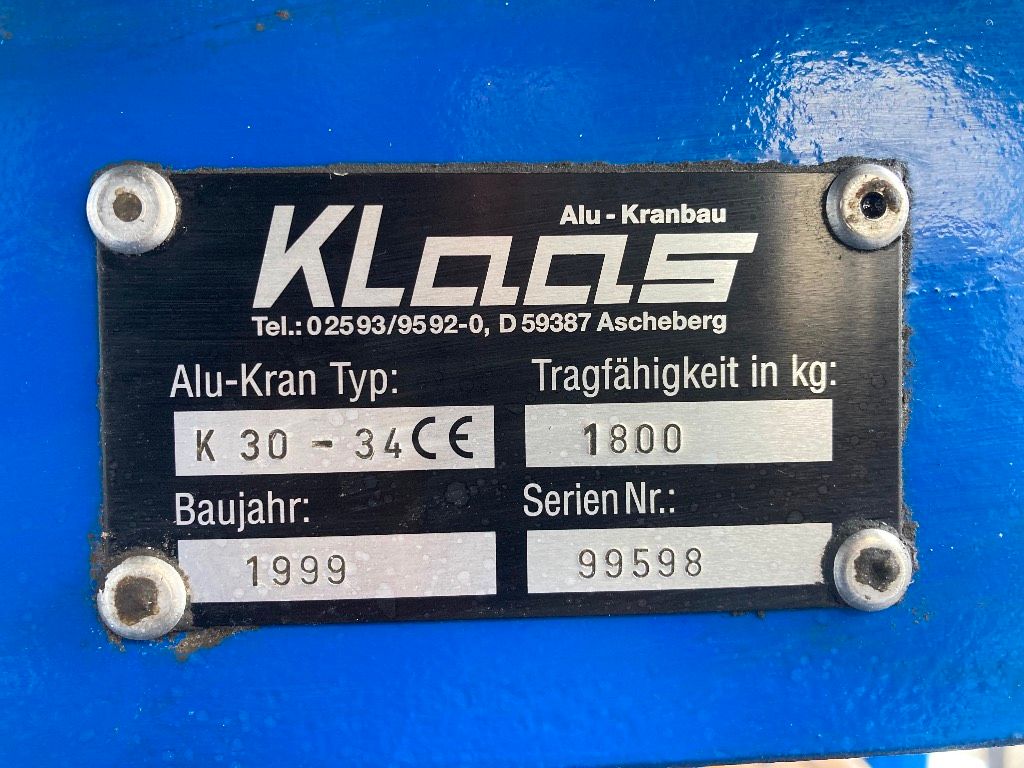 Alu - Kranbau
KLaas
Tel.: 02593/9592-0, D 59387 Ascheberg
Alu-Kran Typ:
Tragfähigkeit in kg:
K 30 - 34 CE
1800
Baujahr:
Serien Nr.:
1999
99598